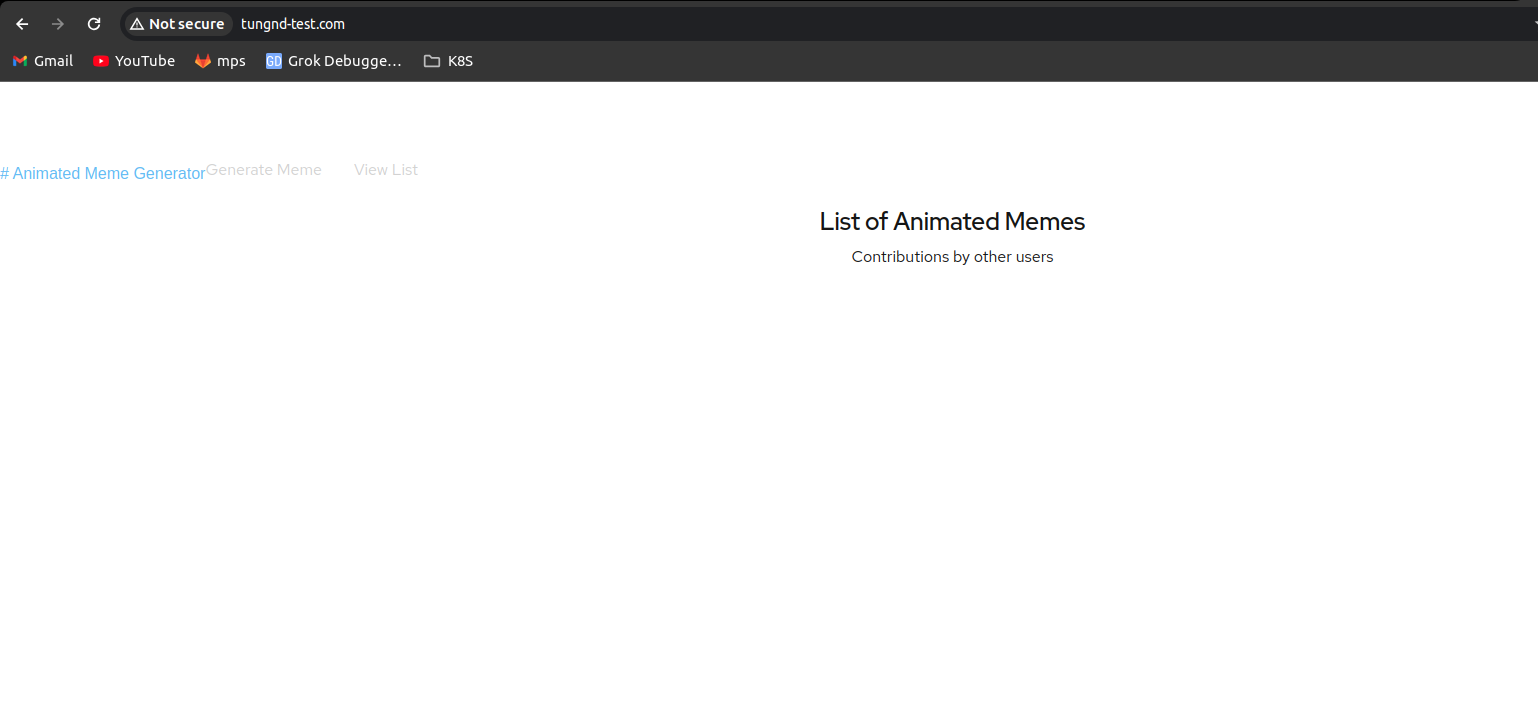 Not secure tungnd-test.com
Gmail YouTube mps GD Grok Debugge... K8S
# Animated Meme Generator Generate Meme View List
List of Animated Memes
Contributions by other users